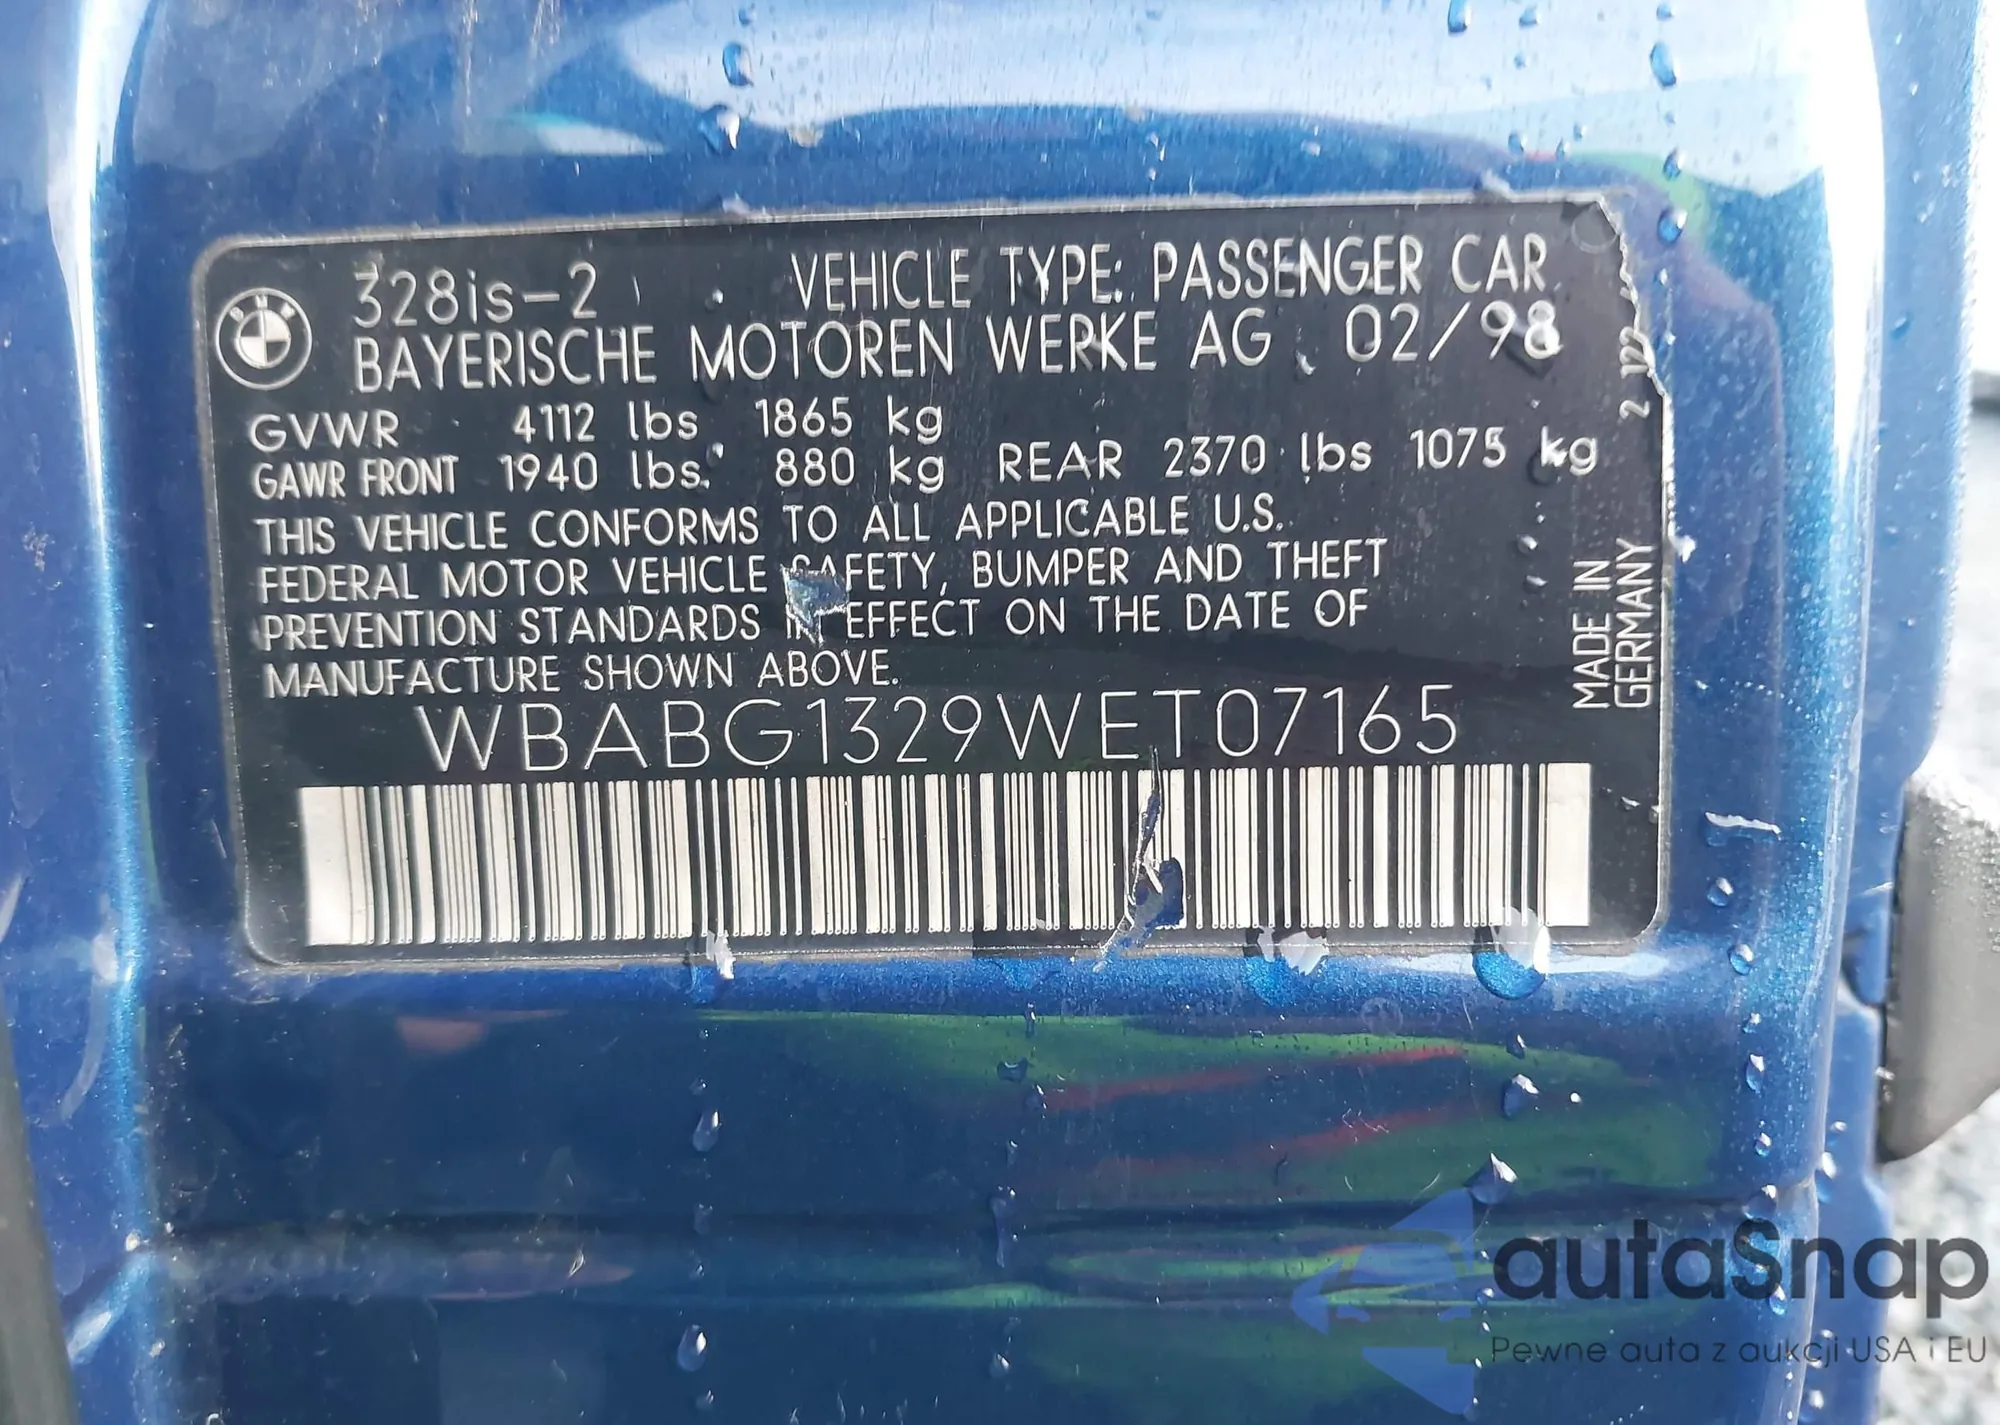 328is-2 VEHICLE TYPE: PASSENGER CAR
BAYERISCHE MOTOREN WERKE AG 02/98
GVWR 4112 lbs 1865 kg
GAWR FRONT 1940 lbs. 880 kg REAR 2370 lbs 1075 kg
THIS VEHICLE CONFORMS TO ALL APPLICABLE U.S.
FEDERAL MOTOR VEHICLE SAFETY, BUMPER AND THEFT
PREVENTION STANDARDS IN EFFECT ON THE DATE OF
MANUFACTURE SHOWN ABOVE.
WBABG1329WET07165
MADE IN
GERMANY
BMW
autaSnap
Pewne auta z aukcji USA i EU